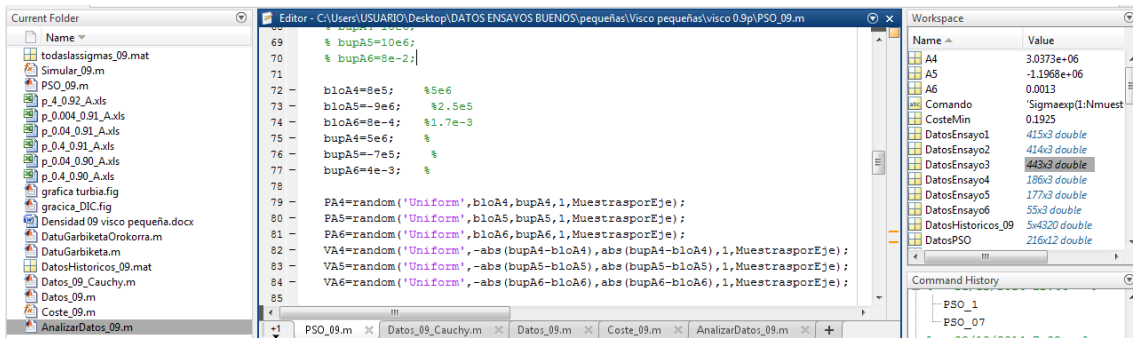 Current Folder
Name
todaslassigmas_09.mat
Simular_09.m
PSO_09.m
p_4_0.92_A.xls
p_0.004_0.91_A.xls
p_0.04_0.91_A.xls
p_0.4_0.91_A.xls
p_0.04_0.90_A.xls
p_0.4_0.90_A.xls
grafica turbia.fig
gracica_DIC.fig
Densidad 09 visco pequeña.docx
DatuGarbiketaOrokorra.m
DatuGarbiketa.m
DatosHistoricos_09.mat
Datos_09_Cauchy.m
Datos_09.m
Coste_09.m
AnalizarDatos_09.m
Editor - C:\Users\USUARIO\Desktop\DATOS ENSAYOS BUENOS\pequeñas\Visco pequeñas\visco 0.9p\PSO_09.m
69 % bupA5=10e6;
70 % bupA6=8e-2;
71
72 - bloA4=8e5; %5e6
73 - bloA5=-9e6; %2.5e5
74 - bloA6=8e-4; %1.7e-3
75 - bupA4=5e6; %
76 - bupA5=-7e5; %
77 - bupA6=4e-3; %
78
79 - PA4=random('Uniform',bloA4,bupA4,1,MuestrasporEje);
80 - PA5=random('Uniform',bloA5,bupA5,1,MuestrasporEje);
81 - PA6=random('Uniform',bloA6,bupA6,1,MuestrasporEje);
82 - VA4=random('Uniform',-abs(bupA4-bloA4),abs(bupA4-bloA4),1,MuestrasporEje);
83 - VA5=random('Uniform',-abs(bupA5-bloA5),abs(bupA5-bloA5),1,MuestrasporEje);
84 - VA6=random('Uniform',-abs(bupA6-bloA6),abs(bupA6-bloA6),1,MuestrasporEje);
85
+1 PSO_09.m Datos_09_Cauchy.m Datos_09.m Coste_09.m AnalizarDatos_09.m +
Workspace
Name Value
A4 3.0373e+06
A5 -1.1968e+06
A6 0.0013
abc Comando 'Sigmaexp(1:Nmuest
CosteMin 0.1925
DatosEnsayo1 415x3 double
DatosEnsayo2 414x3 double
DatosEnsayo3 443x3 double
DatosEnsayo4 186x3 double
DatosEnsayo5 177x3 double
DatosEnsayo6 55x3 double
DatosHistoricos_09 5x4320 double
DatosPSO 216x12 double
Command History
PSO_1
PSO_07